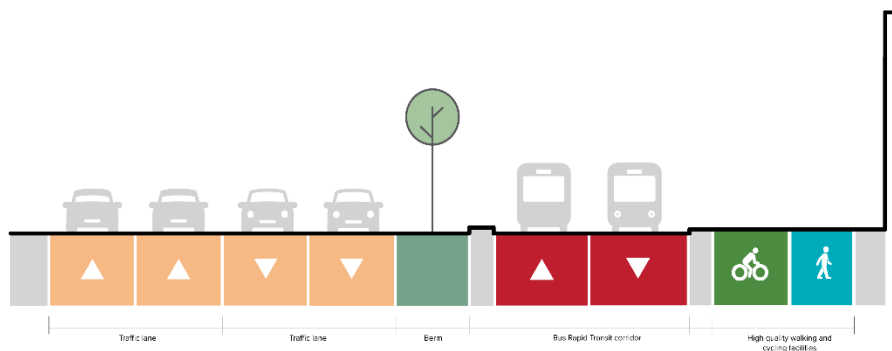 Traffic lane
Traffic lane
Berm
Bus Rapid Transit corridor
High quality walking and
cycling facilities